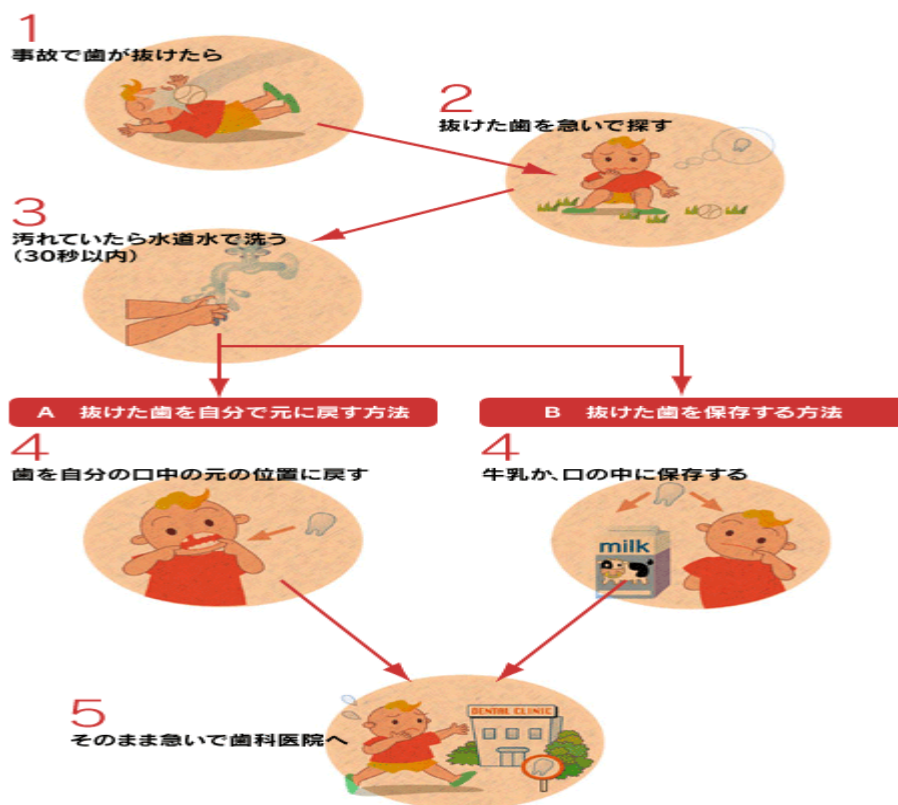 1
事故で歯が抜けたら
2
抜けた歯を急いで探す
3
汚れていたら水道水で洗う
(30秒以内)
A 抜けた歯を自分で元に戻す方法
B 抜けた歯を保存する方法
4
歯を自分の口中の元の位置に戻す
4
牛乳か、口の中に保存する
milk
5
そのまま急いで歯科医院へ
DENTAL CLINIC